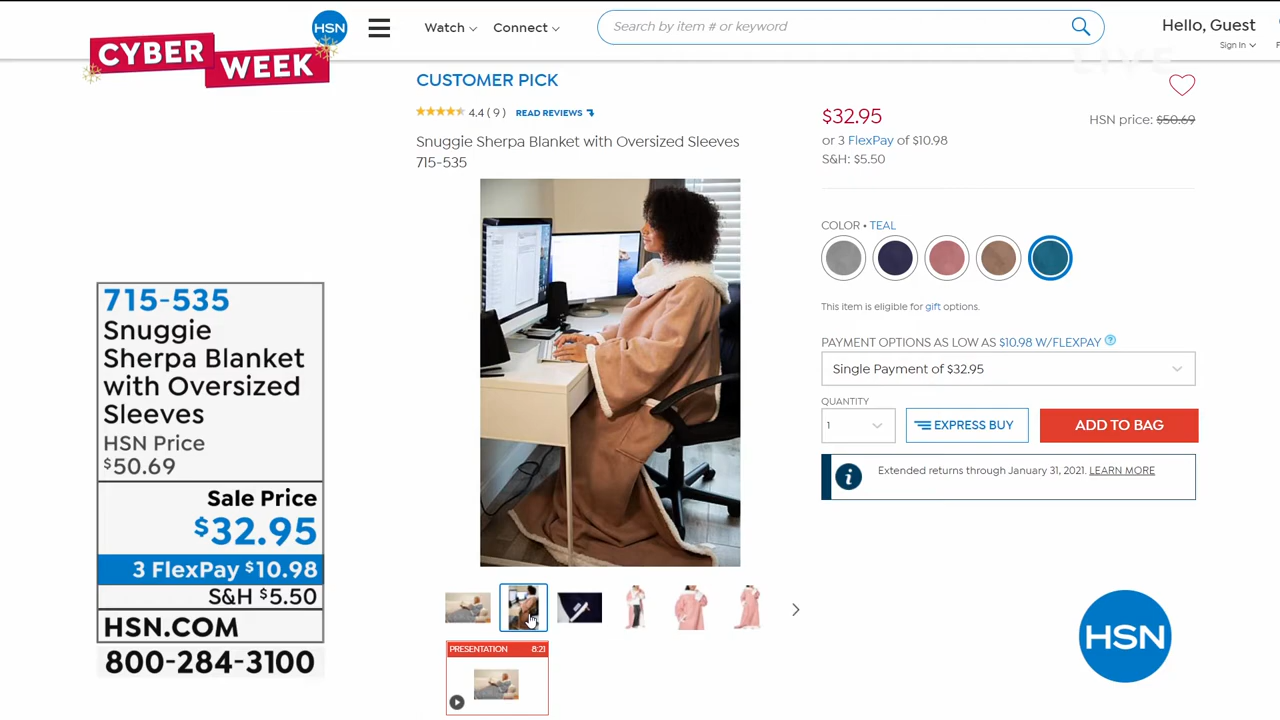 CYBER
WEEK
HSN
Watch
Connect
Search by item # or keyword
Hello, Guest
Sign In
LIVE
CUSTOMER PICK
4.4 ( 9 ) READ REVIEWS
Snuggie Sherpa Blanket with Oversized Sleeves
715-535
$32.95
HSN price: $50.69
or 3 FlexPay of $10.98
S&H: $5.50
COLOR • TEAL
This item is eligible for gift options.
PAYMENT OPTIONS AS LOW AS $10.98 W/FLEXPAY ?
Single Payment of $32.95
QUANTITY
1
EXPRESS BUY
ADD TO BAG
i
Extended returns through January 31, 2021. LEARN MORE
715-535
Snuggie
Sherpa Blanket
with Oversized
Sleeves
HSN Price
$50.69
Sale Price
$32.95
3 FlexPay $10.98
S&H $5.50
HSN.COM
800-284-3100
PRESENTATION 8:21
HSN